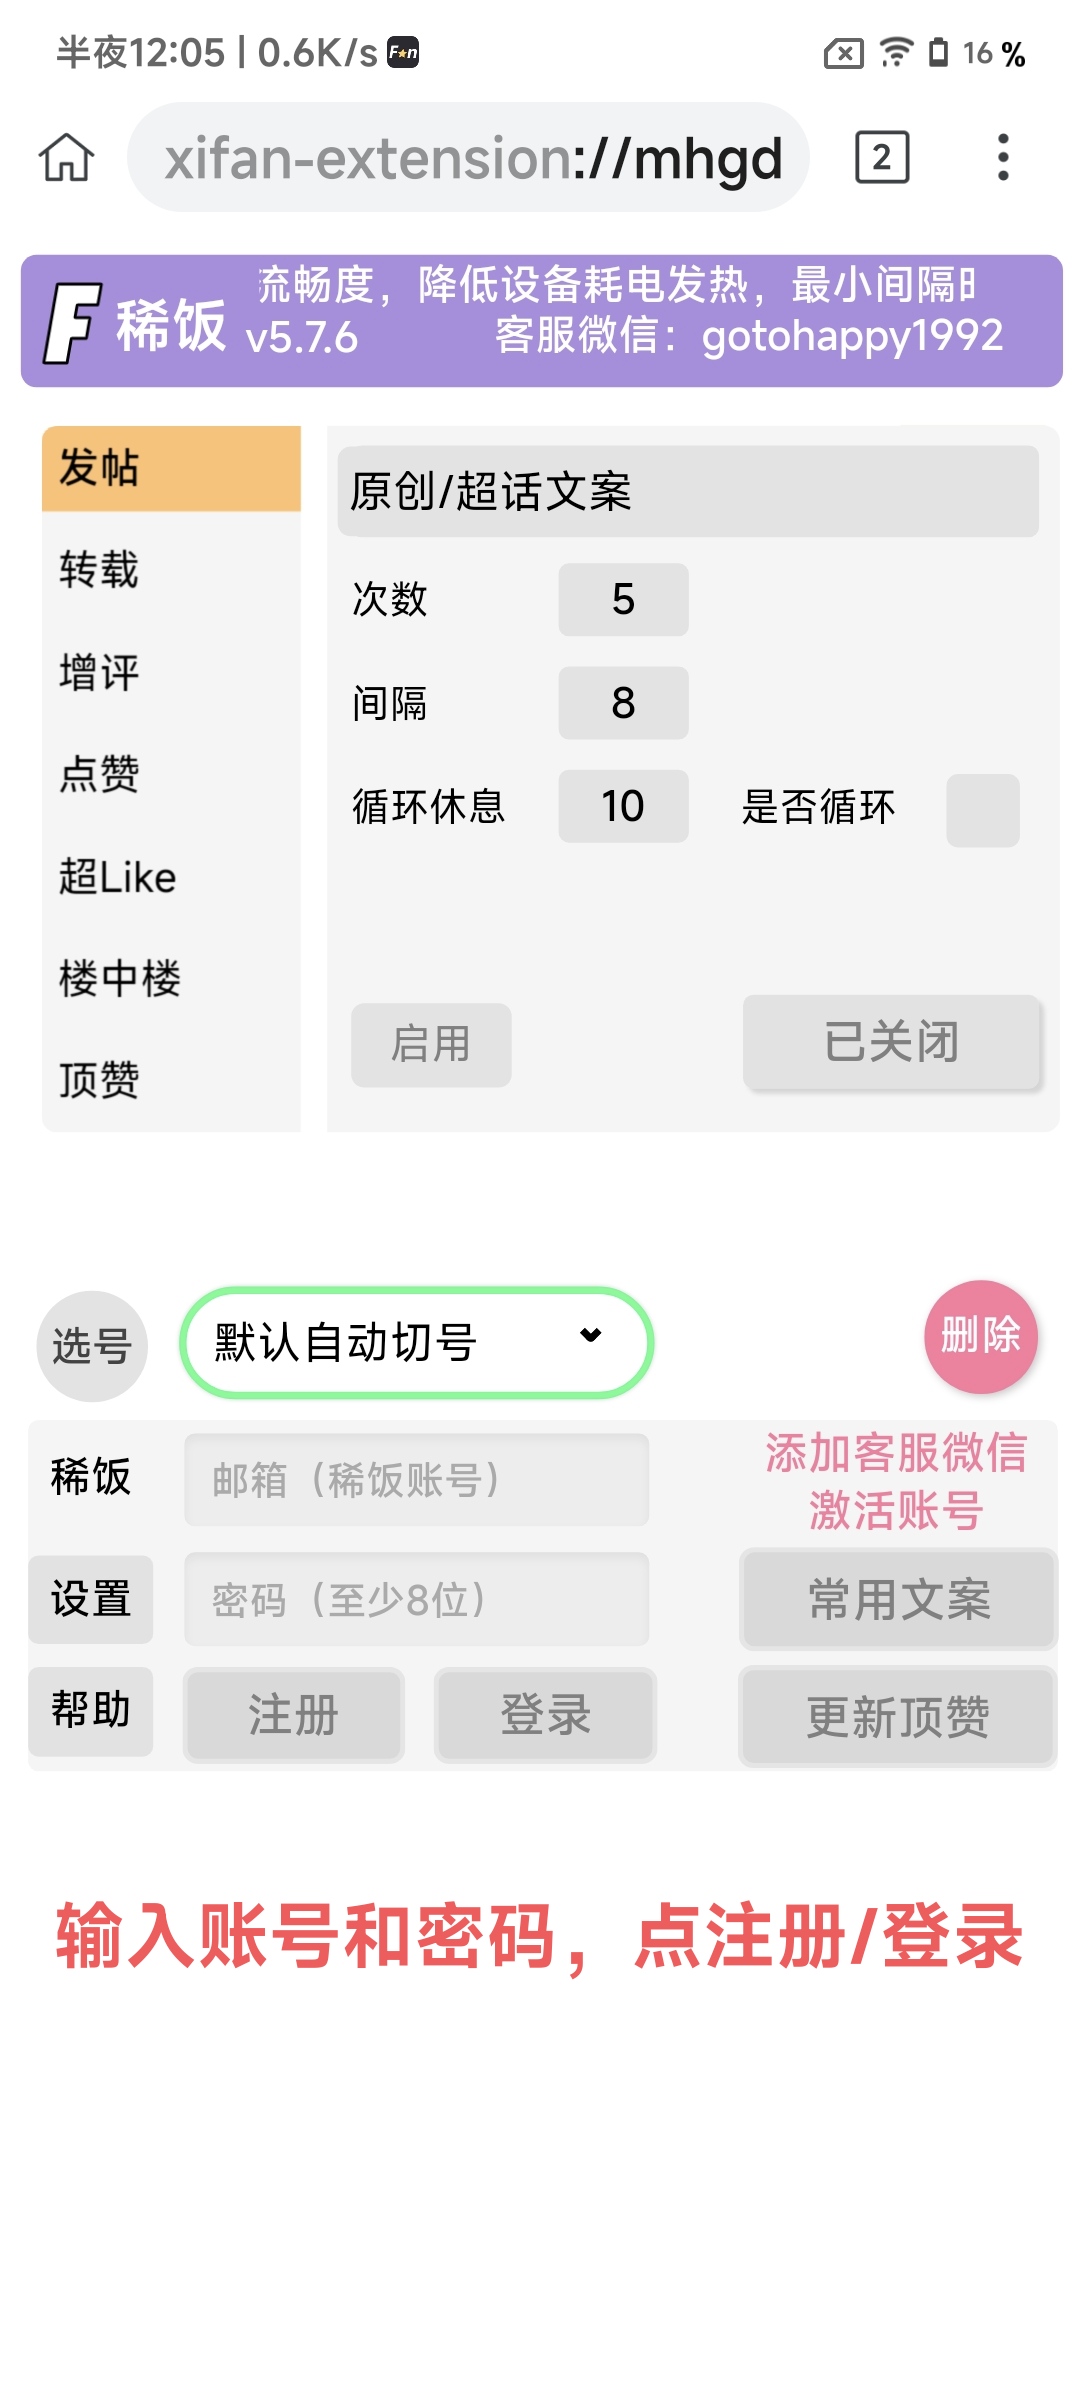 半夜12:05 | 0.6K/s Fan 16 %
xifan-extension://mhgd 2
F 稀饭 流畅度，降低设备耗电发热，最小间隔
v5.7.6 客服微信：gotohappy1992
发帖
转载
增评
点赞
超Like
楼中楼
顶赞
原创/超话文案
次数 5
间隔 8
循环休息 10 是否循环
启用 已关闭
选号 默认自动切号 删除
稀饭 邮箱（稀饭账号） 添加客服微信
激活账号
设置 密码（至少8位） 常用文案
帮助 注册 登录 更新顶赞
输入账号和密码，点注册/登录